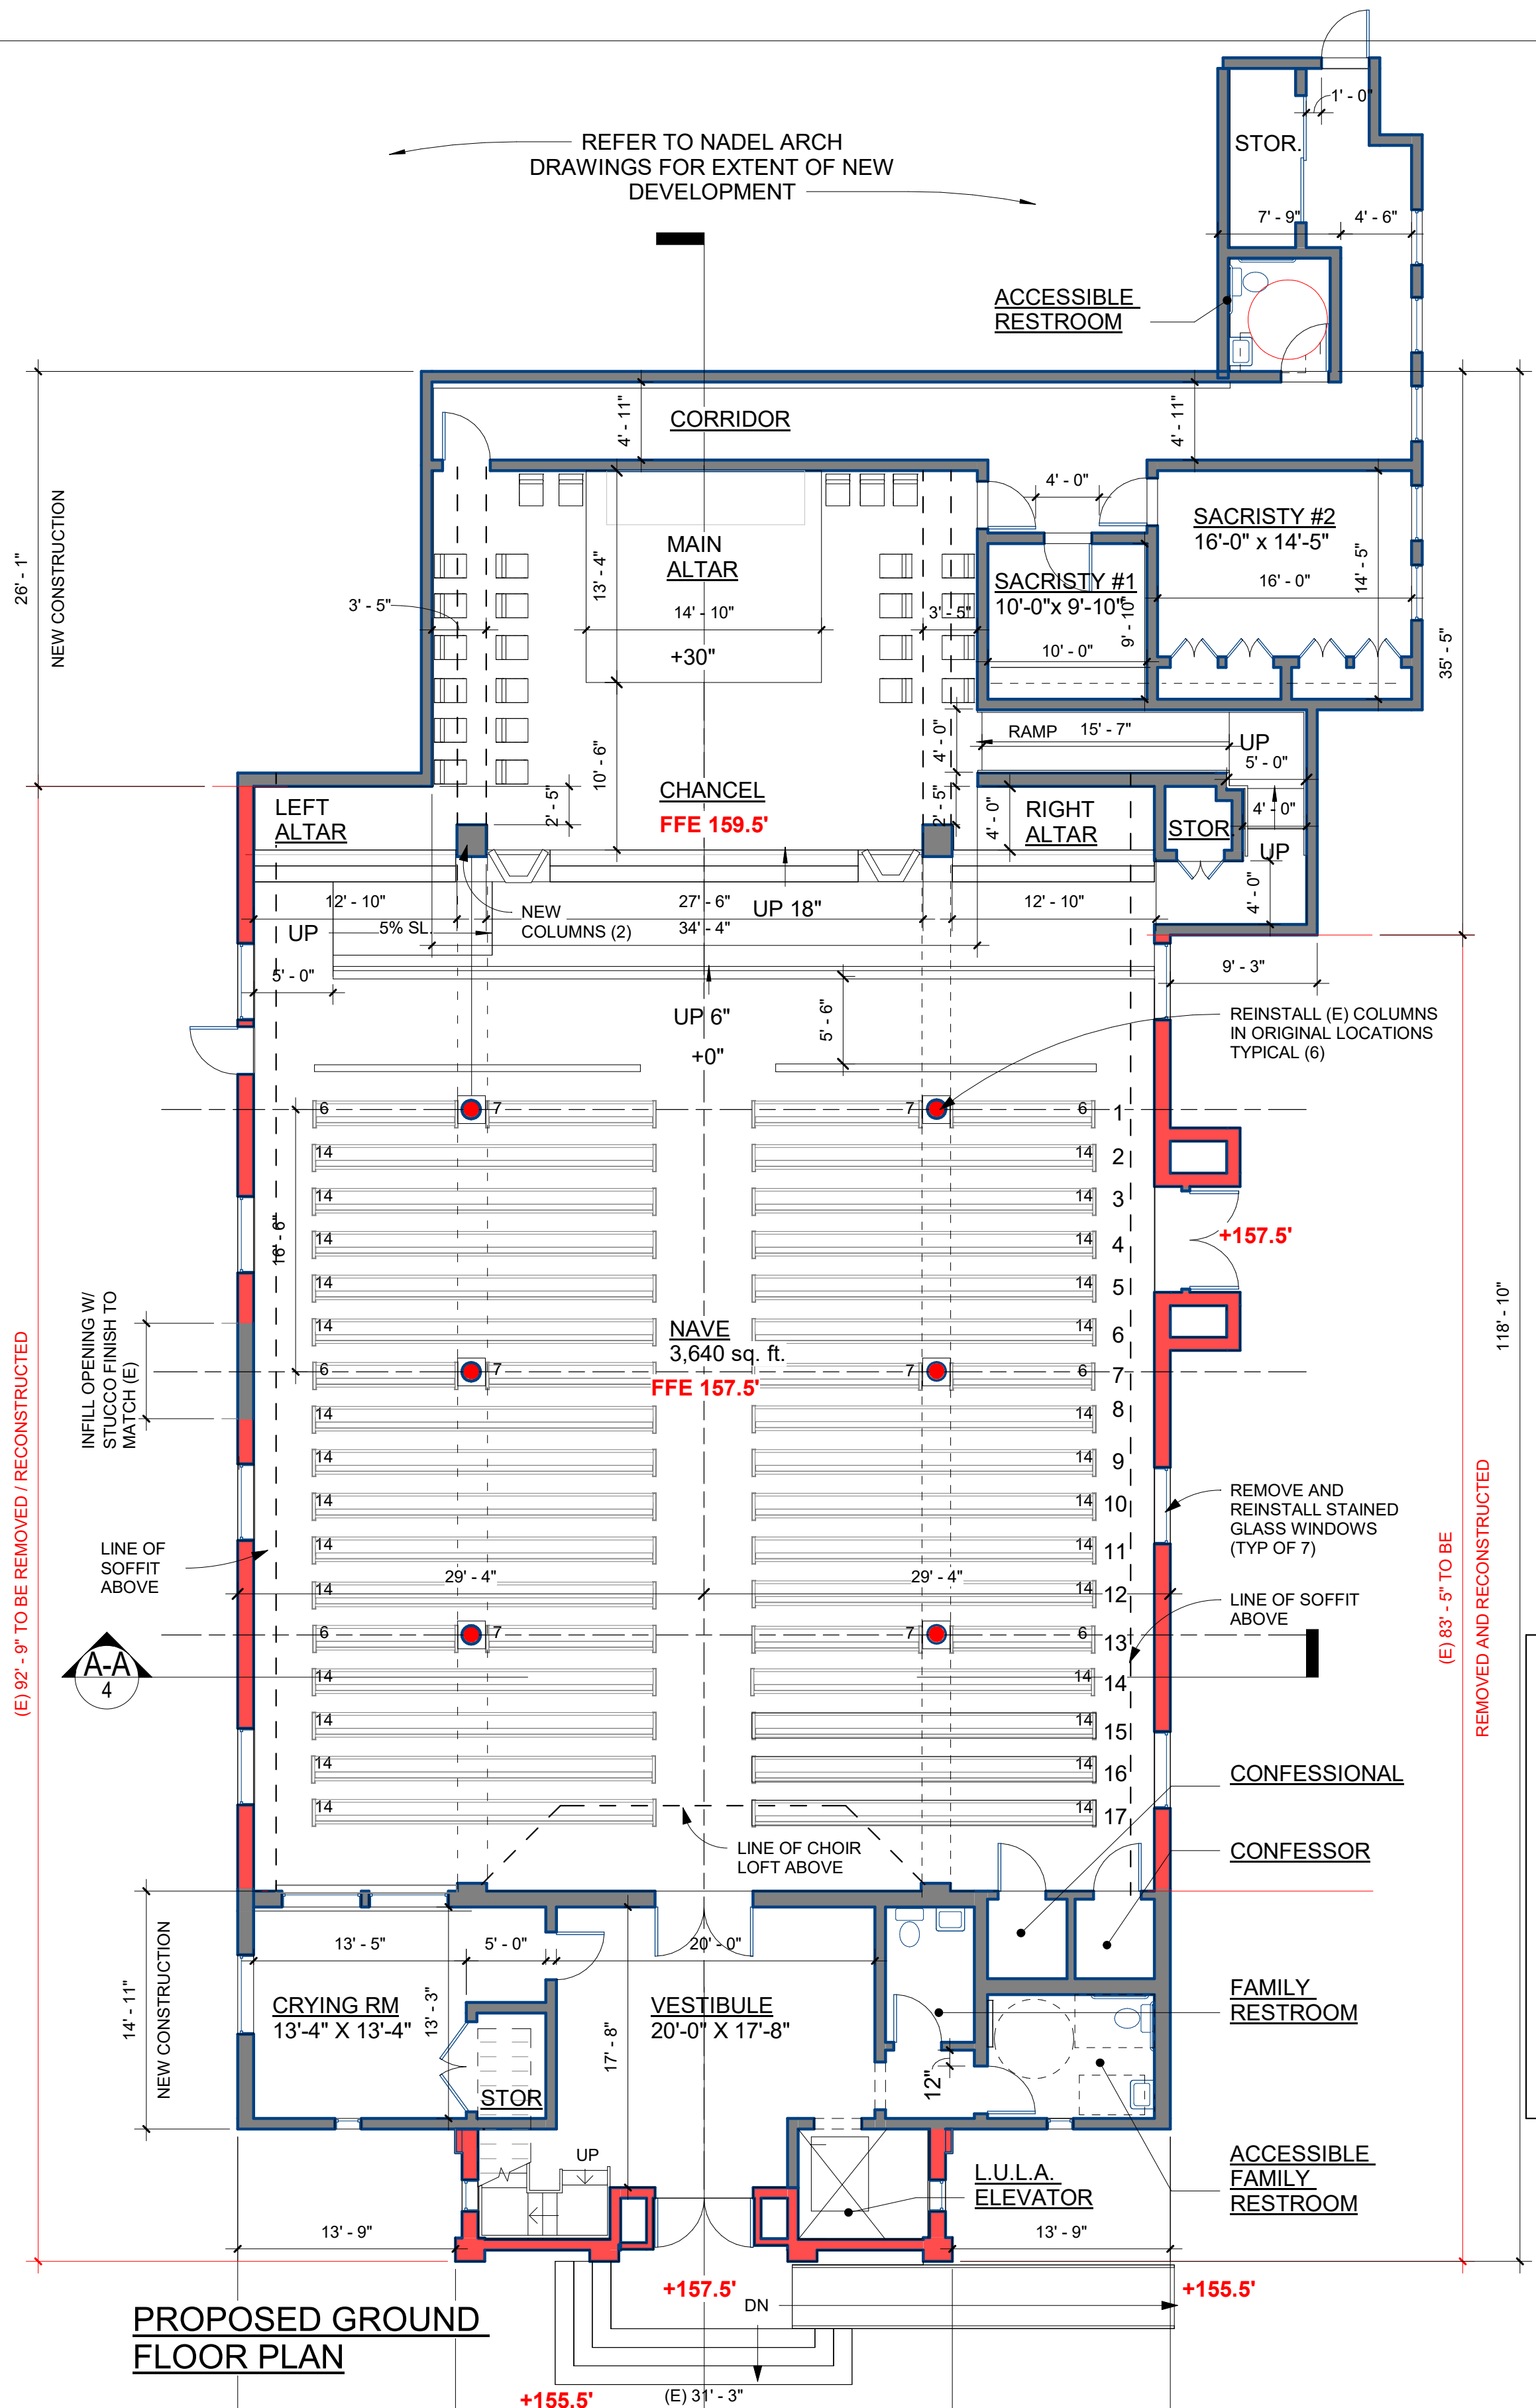 1' - 0"
STOR.
REFER TO NADEL ARCH
DRAWINGS FOR EXTENT OF NEW
DEVELOPMENT
7' - 9"
4' - 6"
ACCESSIBLE
RESTROOM
CORRIDOR
4' - 11"
4' - 11"
4' - 0"
SACRISTY #2
16'-0" x 14'-5"
16' - 0"
14' - 5"
MAIN
ALTAR
13' - 4"
14' - 10"
+30"
3' - 5"
3' - 5"
SACRISTY #1
10'-0"x 9'-10"
9' - 10"
10' - 0"
26' - 1"
NEW CONSTRUCTION
35' - 5"
RAMP
15' - 7"
UP
5' - 0"
4' - 0"
10' - 6"
CHANCEL
FFE 159.5'
2' - 5"
2' - 5"
4' - 0"
LEFT
ALTAR
RIGHT
ALTAR
STOR.
4' - 0"
UP
4' - 0"
12' - 10"
27' - 6"
12' - 10"
UP 18"
34' - 4"
NEW
COLUMNS (2)
UP
5% SL.
5' - 0"
9' - 3"
UP 6"
+0"
5' - 6"
REINSTALL (E) COLUMNS
IN ORIGINAL LOCATIONS
TYPICAL (6)
6 7 7 6 1
14 14 2
14 14 3
14 14 4
14 14 5
14 14 6
6 7 7 6 7
14 14 8
14 14 9
14 14 10
14 14 11
14 14 12
6 7 7 6 13
14 14 14
14 14 15
14 14 16
14 14 17
16' - 6"
+157.5'
NAVE
3,640 sq. ft.
FFE 157.5'
INFILL OPENING W/
STUCCO FINISH TO
MATCH (E)
118' - 10"
(E) 92' - 9" TO BE REMOVED / RECONSTRUCTED
(E) 83' - 5" TO BE
REMOVED AND RECONSTRUCTED
REMOVE AND
REINSTALL STAINED
GLASS WINDOWS
(TYP OF 7)
LINE OF
SOFFIT
ABOVE
29' - 4"
29' - 4"
LINE OF SOFFIT
ABOVE
A-A
4
LINE OF CHOIR
LOFT ABOVE
CONFESSIONAL
CONFESSOR
14' - 11"
NEW CONSTRUCTION
13' - 5"
5' - 0"
20' - 0"
CRYING RM
13'-4" X 13'-4"
13' - 3"
VESTIBULE
20'-0" X 17'-8"
17' - 8"
FAMILY
RESTROOM
12"
STOR
UP
L.U.L.A.
ELEVATOR
ACCESSIBLE
FAMILY
RESTROOM
13' - 9"
13' - 9"
+157.5'
DN
+155.5'
PROPOSED GROUND
FLOOR PLAN
+155.5'
(E) 31' - 3"